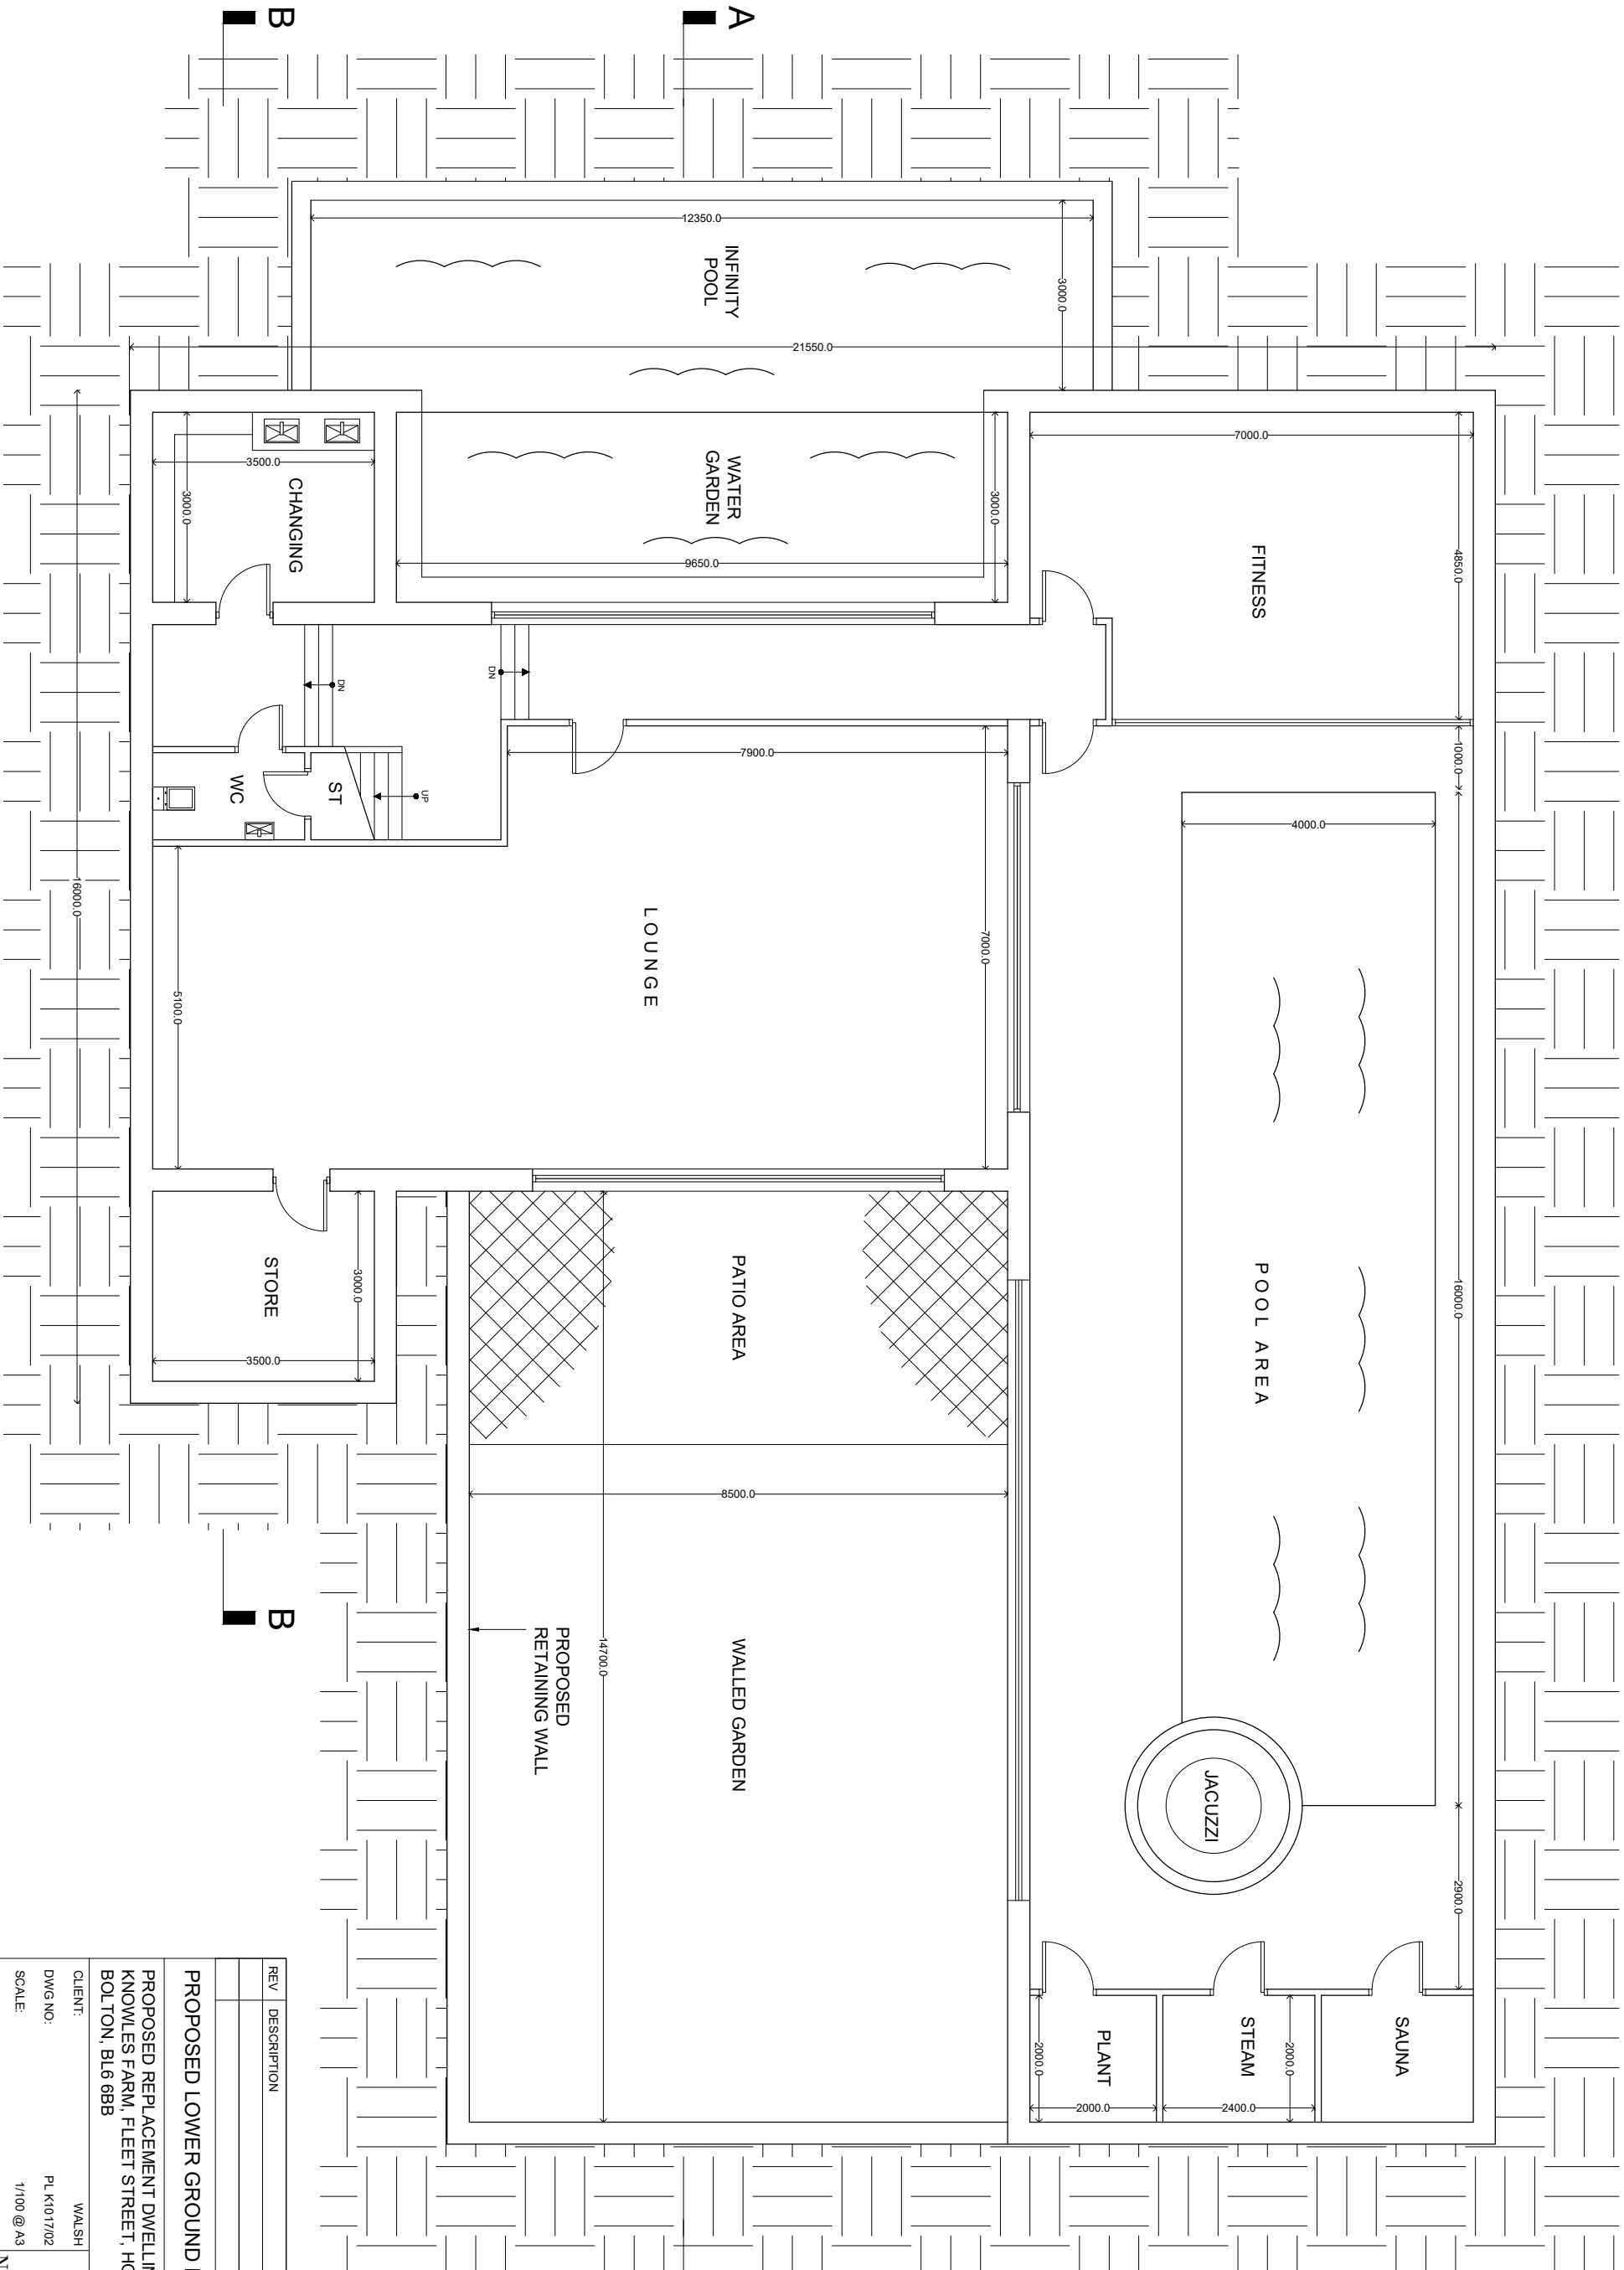 B
A
12350.0
INFINITY
POOL
3000.0
21550.0
WATER
GARDEN
3000.0
9650.0
3500.0
3000.0
CHANGING
7000.0
4850.0
FITNESS
DN
DN
UP
WC
ST
7900.0
7000.0
5100.0
LOUNGE
16000.0
1000.0
4000.0
16000.0
POOL AREA
2900.0
JACUZZI
STORE
3000.0
3500.0
PATIO AREA
8500.0
14700.0
WALLED GARDEN
PROPOSED
RETAINING WALL
B
SAUNA
STEAM
2000.0
2400.0
PLANT
2000.0
2000.0
REV DESCRIPTION
PROPOSED LOWER GROUND
PROPOSED REPLACEMENT DWELLIN
KNOWLES FARM, FLEET STREET, HO
BOLTON, BL6 6BB
CLIENT: WALSH
DWG NO: PL K1017/02
SCALE: 1/100 @ A3
N